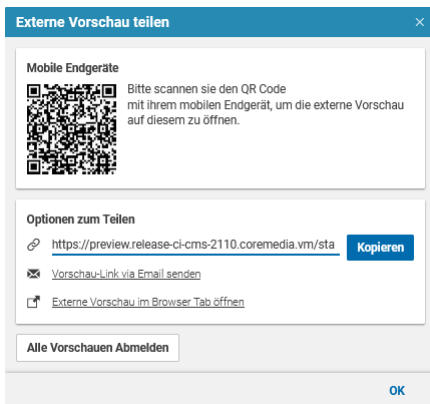 Externe Vorschau teilen
Mobile Endgeräte
Bitte scannen sie den QR Code
mit ihrem mobilen Endgerät, um die externe Vorschau
auf diesem zu öffnen.
Optionen zum Teilen
https://preview.release-ci-cms-2110.coremedia.vm/sta
Kopieren
Vorschau-Link via Email senden
Externe Vorschau im Browser Tab öffnen
Alle Vorschauen Abmelden
OK